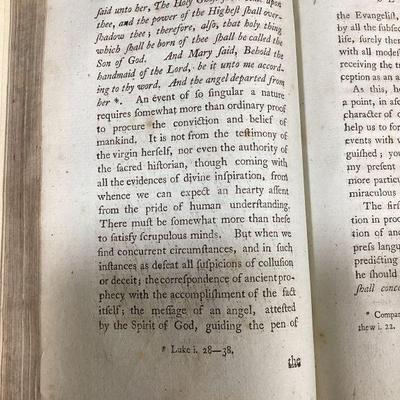 said unto her, The Holy Ghost shall come upon
thee, and the power of the Higheſt ſhall over-
ſhadow thee; therefore, alſo, that holy thing
which ſhall be born of thee ſhall be called the
Son of God. And Mary ſaid, Behold the
handmaid of the Lord, be it unto me accord-
ing to thy word. And the angel departed from
her *. An event of ſo ſingular a nature
requires ſomewhat more than ordinary proof
to procure the conviction and belief of
mankind. It is not from the teſtimony of
the virgin herſelf, nor even the authority of
the ſacred hiſtorian, though coming with
all the evidences of divine inſpiration, from
whence we can expect an hearty aſſent
from the pride of human underſtanding.
There muſt be ſomewhat more than theſe
to ſatisfy ſcrupulous minds. But when we
find concurrent circumſtances, and in ſuch
inſtances as defeat all ſuſpicions of colluſion
or deceit; the correſpondence of ancient pro-
phecy with the accompliſhment of the fact
itſelf; the meſſage of an angel, atteſted
by the Spirit of God, guiding the pen of
* Luke i. 28—38.
the
the Evangeliſt,
by all the ſubje
life, ſurely the
with all modeſ
receiving the t
ception as an a
As this, h
a point, in aſc
character of
help us to for
events with
guiſhed; you
my preſent
more particu
miraculous
The firſt
tion in proo
tion of anc
preſs langu
predicting
he ſhould
ſhall conce
* Compa
thew i. 22.